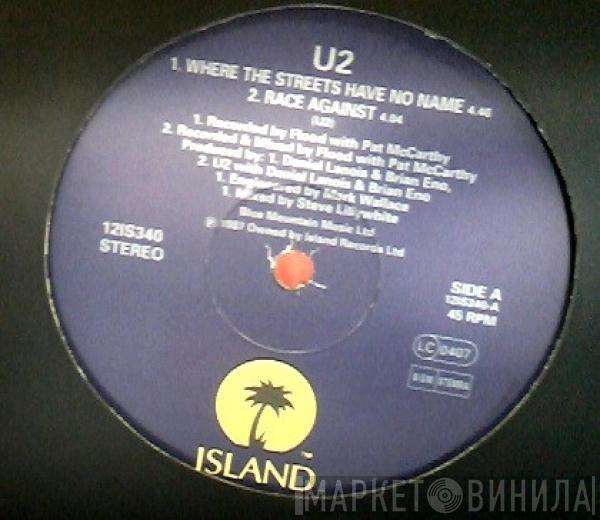 U2
1. WHERE THE STREETS HAVE NO NAME 4.46
2. RACE AGAINST 4.04
(U2)
1. Recorded by Flood with Pat McCarthy
2. Recorded & Mixed by Flood with Pat McCarthy
Produced by: 1. Daniel Lanois & Brian Eno,
2. U2 with Daniel Lanois & Brian Eno
1. by Mark Wallace
1. Mixed by Steve Lillywhite
Blue Mountain Music Ltd
℗ 1987 Owned by Island Records Ltd
12IS340
STEREO
SIDE A
12IS340-A
45 RPM
LC 0407
BIEM STEMRA
ISLAND
TM
МАРКЕТ ВИНИЛА